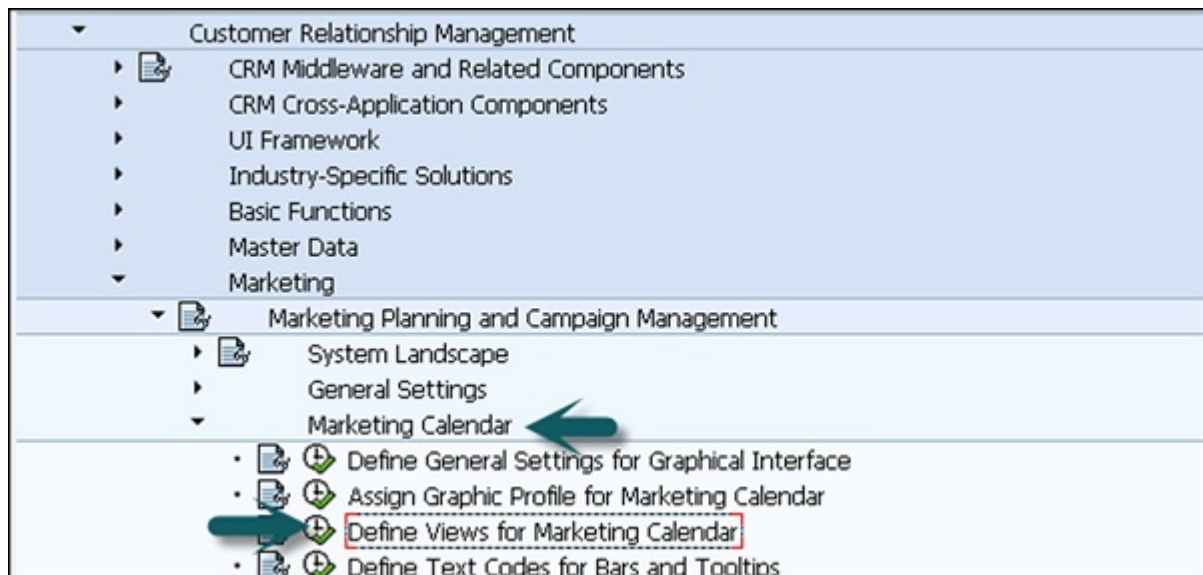 Customer Relationship Management
CRM Middleware and Related Components
CRM Cross-Application Components
UI Framework
Industry-Specific Solutions
Basic Functions
Master Data
Marketing
Marketing Planning and Campaign Management
System Landscape
General Settings
Marketing Calendar
Define General Settings for Graphical Interface
Assign Graphic Profile for Marketing Calendar
Define Views for Marketing Calendar
Define Text Codes for Bars and Tooltips